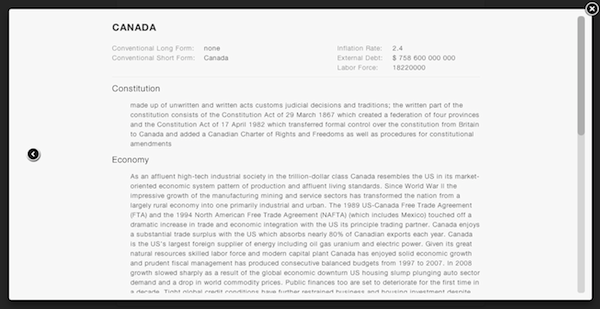 CANADA
Conventional Long Form: none
Inflation Rate: 2.4
Conventional Short Form: Canada
External Debt: $ 758 600 000 000
Labor Force: 18220000
Constitution
made up of unwritten and written acts customs judicial decisions and traditions; the written part of the
constitution consists of the Constitution Act of 29 March 1867 which created a federation of four provinces
and the Constitution Act of 17 April 1982 which transferred formal control over the constitution from Britain
to Canada and added a Canadian Charter of Rights and Freedoms as well as procedures for constitutional
amendments
Economy
As an affluent high-tech industrial society in the trillion-dollar class Canada resembles the US in its market-
oriented economic system pattern of production and affluent living standards. Since World War II the
impressive growth of the manufacturing mining and service sectors has transformed the nation from a
largely rural economy into one primarily industrial and urban. The 1989 US-Canada Free Trade Agreement
(FTA) and the 1994 North American Free Trade Agreement (NAFTA) (which includes Mexico) touched off a
dramatic increase in trade and economic integration with the US its principle trading partner. Canada enjoys
a substantial trade surplus with the US which absorbs nearly 80% of Canadian exports each year. Canada
is the US's largest foreign supplier of energy including oil gas uranium and electric power. Given its great
natural resources skilled labor force and modern capital plant Canada has enjoyed solid economic growth
and prudent fiscal management has produced consecutive balanced budgets from 1997 to 2007. In 2008
growth slowed sharply as a result of the global economic downturn US housing slump plunging auto sector
demand and a drop in world commodity prices. Public finances too are set to deteriorate for the first time in
a decade. Tight global credit conditions have further restrained business and housing investment despite